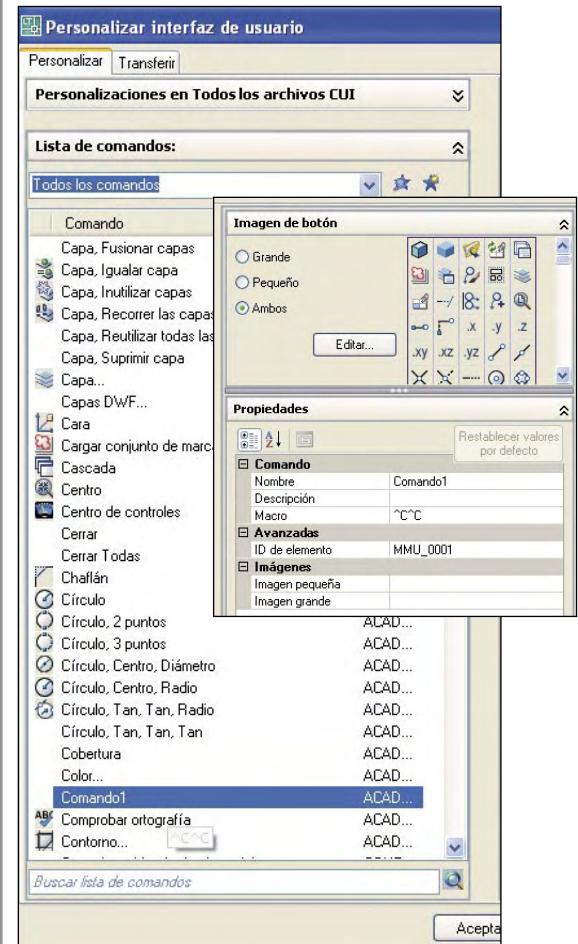 Personalizar interfaz de usuario
Personalizar
Transferir
Personalizaciones en Todos los archivos CUI
Lista de comandos:
Todos los comandos
Comando
Capa, Fusionar capas
Capa, Igualar capa
Capa, Inutilizar capas
Capa, Recorrer las capas
Capa, Reutilizar todas las
Capa, Suprimir capa
Capa...
Capas DWF...
Cara
Cargar conjunto de marc
Cascada
Centro
Centro de controles
Cerrar
Cerrar Todas
Chaflán
Círculo
Círculo, 2 puntos ACAD...
Círculo, 3 puntos ACAD...
Círculo, Centro, Diámetro ACAD...
Círculo, Centro, Radio ACAD...
Círculo, Tan, Tan, Radio ACAD...
Círculo, Tan, Tan, Tan ACAD...
Cobertura ACAD...
Color... ACAD...
Comando1 ACAD...
ABC Comprobar ortografía ACAD...
Contorno... ACAD...
^C^C
Buscar lista de comandos
Acepta
Imagen de botón
Grande
Pequeño
Ambos
Editar...
.x .y .z
.xy .xz .yz
Propiedades
Restablecer valores
por defecto
Comando
Nombre Comando1
Descripción
Macro ^C^C
Avanzadas
ID de elemento MMU_0001
Imágenes
Imagen pequeña
Imagen grande